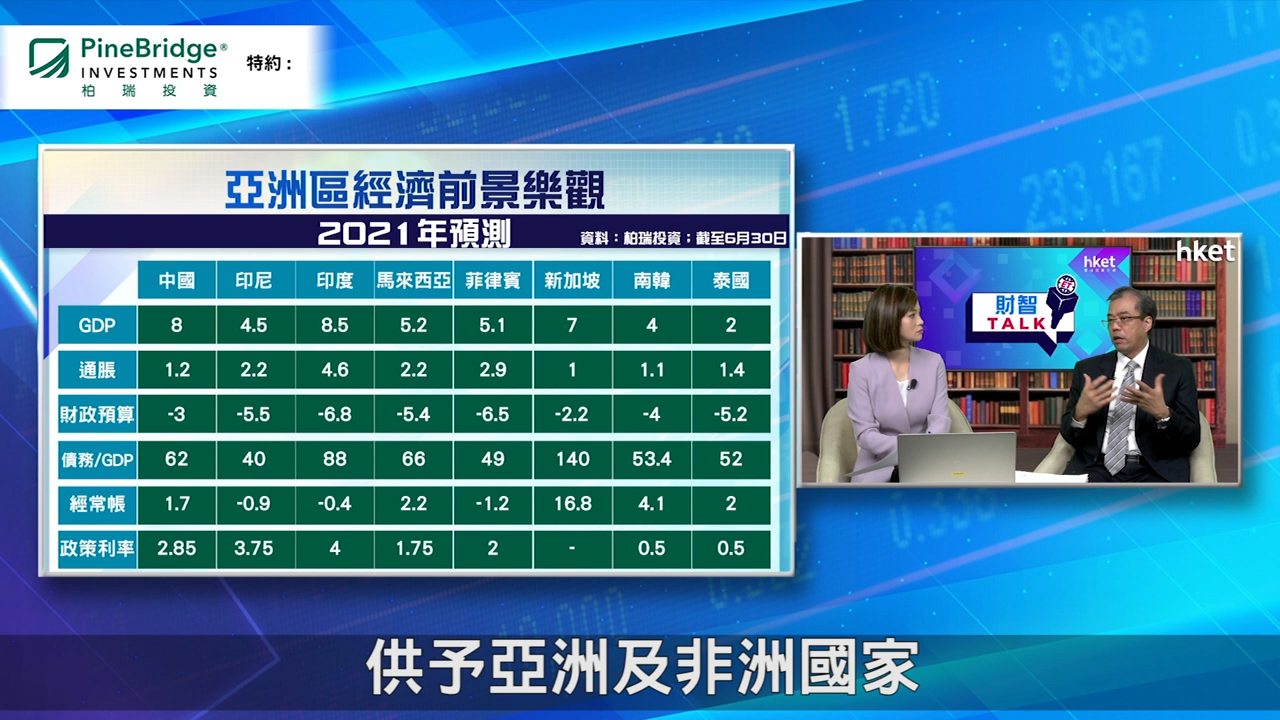 PineBridge®
INVESTMENTS
柏瑞投資
特約：
亞洲區經濟前景樂觀
2021年預測
資料：柏瑞投資；截至6月30日
中國 印尼 印度 馬來西亞 菲律賓 新加坡 南韓 泰國
GDP 8 4.5 8.5 5.2 5.1 7 4 2
通脹 1.2 2.2 4.6 2.2 2.9 1 1.1 1.4
財政預算 -3 -5.5 -6.8 -5.4 -6.5 -2.2 -4 -5.2
債務/GDP 62 40 88 66 49 140 53.4 52
經常帳 1.7 -0.9 -0.4 2.2 -1.2 16.8 4.1 2
政策利率 2.85 3.75 4 1.75 2 - 0.5 0.5
hket
hket
財智
TALK
1.720
9,996
233,167
供予亞洲及非洲國家